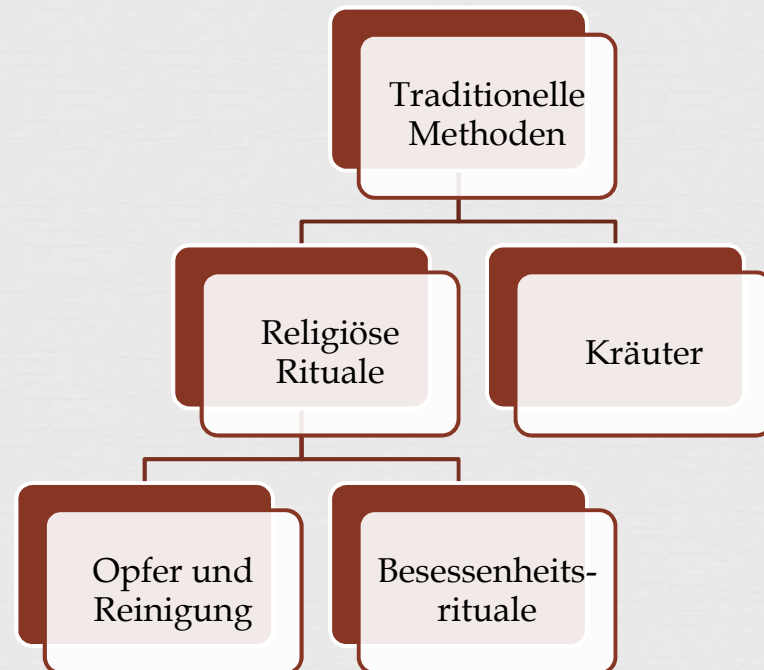 Traditionelle
Methoden
Religiöse
Rituale
Kräuter
Opfer und
Reinigung
Besessenheits-
rituale